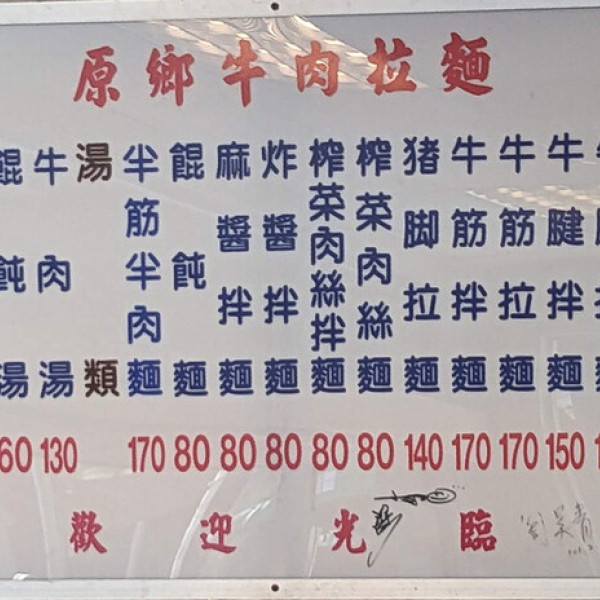 原鄉牛肉拉麵
牛腱拌麵 150
牛筋拉麵 170
牛筋拌麵 170
猪脚拉麵 140
榨菜肉絲麵 80
榨菜肉絲拌麵 80
炸醬拌麵 80
麻醬拌麵 80
餛飩麵 80
半筋半肉麵 170
湯類
牛肉湯 130
餛飩湯 60
歡迎光臨